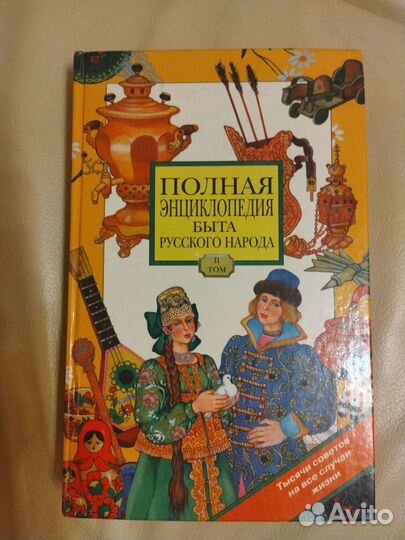 ПОЛНАЯ
ЭНЦИКЛОПЕДИЯ
БЫТА
РУССКОГО НАРОДА
II
ТОМ
Тысячи советов
на все случаи
жизни
Avito